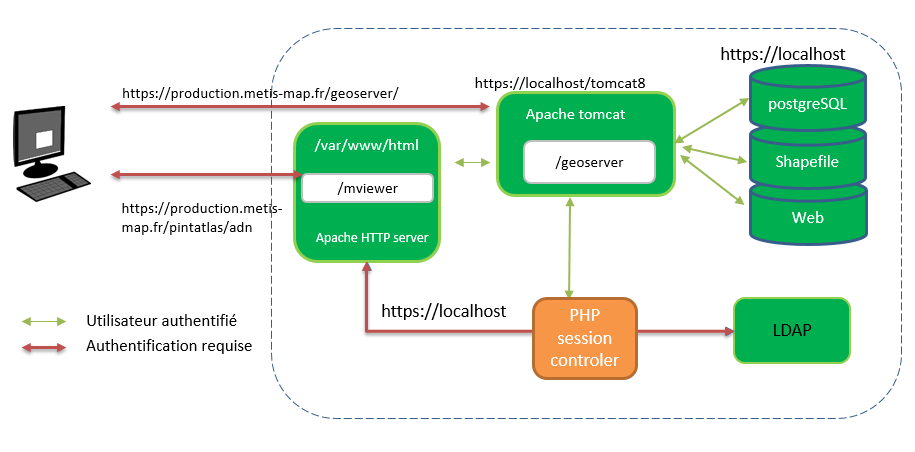 https://localhost
https://production.metis-map.fr/geoserver/
https://localhost/tomcat8
postgreSQL
Apache tomcat
/var/www/html
/geoserver
Shapefile
/mviewer
https://production.metis-
map.fr/pintatlas/adn
Web
Apache HTTP server
https://localhost
PHP
session
controler
LDAP
Utilisateur authentifié
Authentification requise